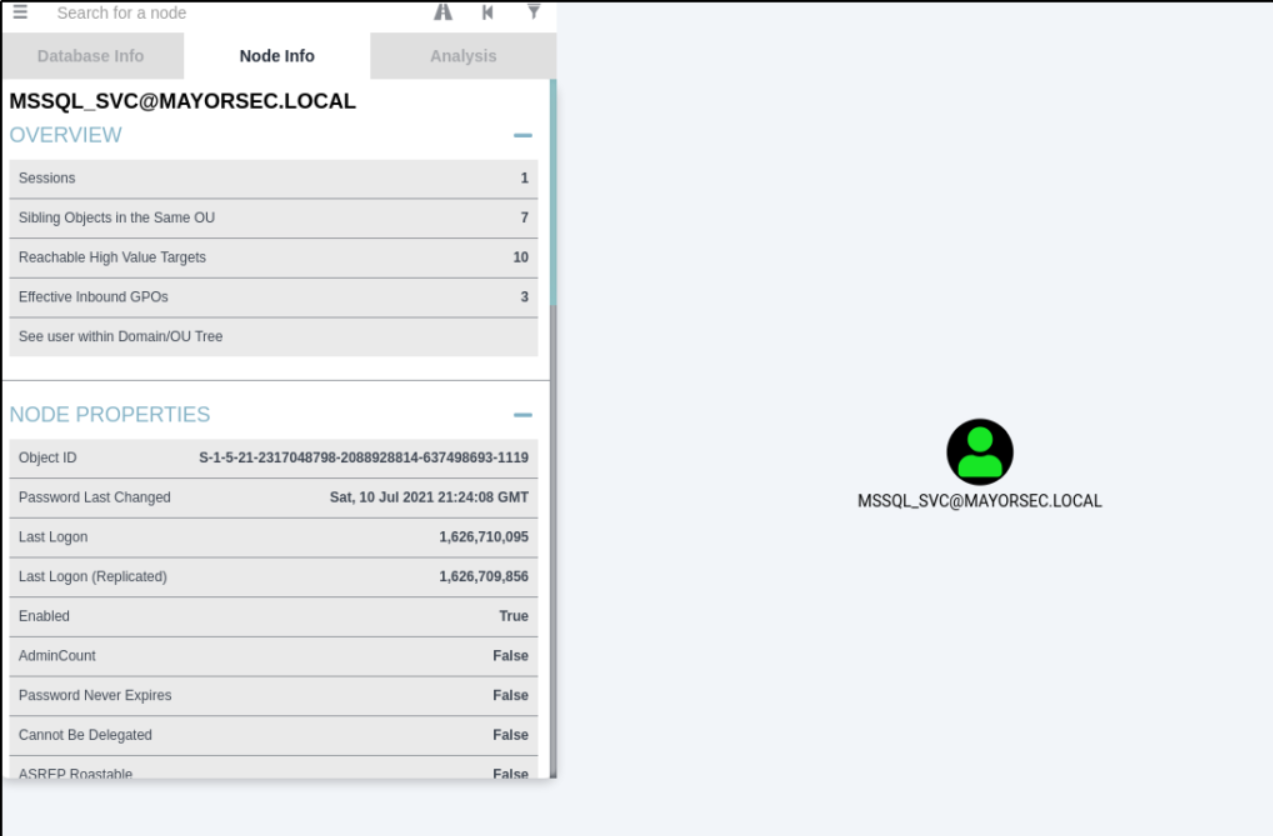 Search for a node
Database Info Node Info Analysis
MSSQL_SVC@MAYORSEC.LOCAL
OVERVIEW
Sessions 1
Sibling Objects in the Same OU 7
Reachable High Value Targets 10
Effective Inbound GPOs 3
See user within Domain/OU Tree
NODE PROPERTIES
Object ID S-1-5-21-2317048798-2088928814-637498693-1119
Password Last Changed Sat, 10 Jul 2021 21:24:08 GMT
Last Logon 1,626,710,095
Last Logon (Replicated) 1,626,709,856
Enabled True
AdminCount False
Password Never Expires False
Cannot Be Delegated False
ASREP Roastable False
MSSQL_SVC@MAYORSEC.LOCAL